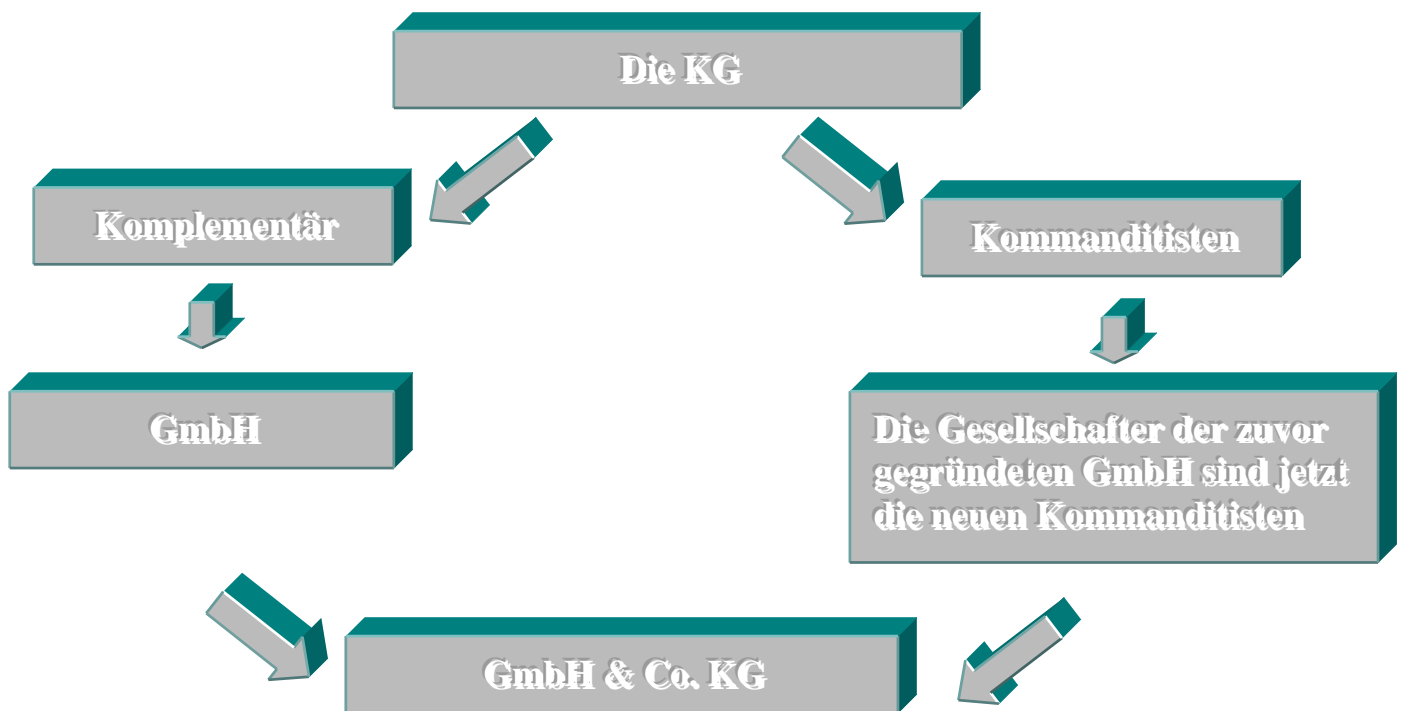 Die KG
Komplementär
Kommanditisten
GmbH
Die Gesellschafter der zuvor
gegründeten GmbH sind jetzt
die neuen Kommanditisten
GmbH & Co. KG